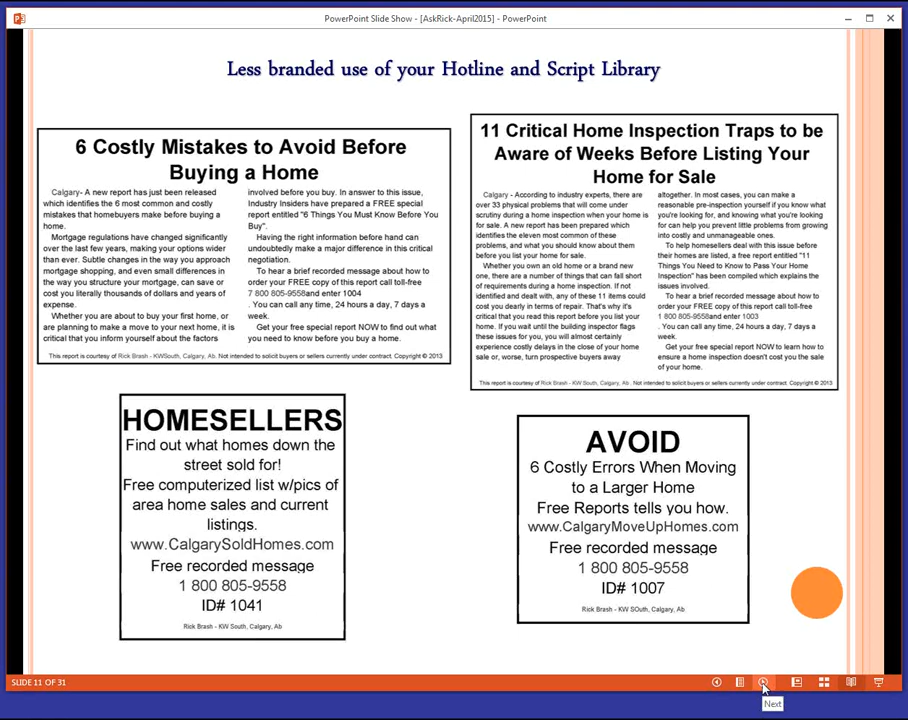 PowerPoint Slide Show - [AskRick-April2015] - PowerPoint
Less branded use of your Hotline and Script Library
6 Costly Mistakes to Avoid Before
Buying a Home
Calgary- A new report has just been released
which identifies the 6 most common and costly
mistakes that homebuyers make before buying a
home.
Mortgage regulations have changed significantly
over the last few years, making your options wider
than ever. Subtle changes in the way you approach
mortgage shopping, and even small differences in
the way you structure your mortgage, can save or
cost you literally thousands of dollars and years of
expense.
Whether you are about to buy your first home, or
are planning to make a move to your next home, it is
critical that you inform yourself about the factors
involved before you buy. In answer to this issue,
Industry Insiders have prepared a FREE special
report entitled "6 Things You Must Know Before You
Buy".
Having the right information before hand can
undoubtedly make a major difference in this critical
negotiation.
To hear a brief recorded message about how to
order your FREE copy of this report call toll-free
7 800 805-9558and enter 1004
. You can call any time, 24 hours a day, 7 days a
week.
Get your free special report NOW to find out what
you need to know before you buy a home.
This report is courtesy of Rick Brash - KWSouth, Calgary, Ab. Not intended to solicit buyers or sellers currently under contract. Copyright © 2013
11 Critical Home Inspection Traps to be
Aware of Weeks Before Listing Your
Home for Sale
Calgary - According to industry experts, there are
over 33 physical problems that will come under
scrutiny during a home inspection when your home is
for sale. A new report has been prepared which
identifies the eleven most common of these
problems, and what you should know about them
before you list your home for sale.
Whether you own an old home or a brand new
one, there are a number of things that can fall short
of requirements during a home inspection. If not
identified and dealt with, any of these 11 items could
cost you dearly in terms of repair. That's why it's
critical that you read this report before you list your
home. If you wait until the building inspector flags
these issues for you, you will almost certainly
experience costly delays in the close of your home
sale or, worse, turn prospective buyers away
altogether. In most cases, you can make a
reasonable pre-inspection yourself if you know what
you're looking for, and knowing what you're looking
for can help you prevent little problems from growing
into costly and unmanageable ones.
To help homesellers deal with this issue before
their homes are listed, a free report entitled "11
Things You Need to Know to Pass Your Home
Inspection" has been compiled which explains the
issues involved.
To hear a brief recorded message about how to
order your FREE copy of this report call toll-free
1 800 805-9558and enter 1003
. You can call any time, 24 hours a day, 7 days a
week.
Get your free special report NOW to learn how to
ensure a home inspection doesn't cost you the sale
of your home.
This report is courtesy of Rick Brash - KW South, Calgary, Ab . Not intended to solicit buyers or sellers currently under contract. Copyright © 2013
HOMESELLERS
Find out what homes down the
street sold for!
Free computerized list w/pics of
area home sales and current
listings.
www.CalgarySoldHomes.com
Free recorded message
1 800 805-9558
ID# 1041
Rick Brash - KW South, Calgary, Ab
AVOID
6 Costly Errors When Moving
to a Larger Home
Free Reports tells you how.
www.CalgaryMoveUpHomes.com
Free recorded message
1 800 805-9558
ID# 1007
Rick Brash - KW SOuth, Calgary, Ab
SLIDE 11 OF 31
Next